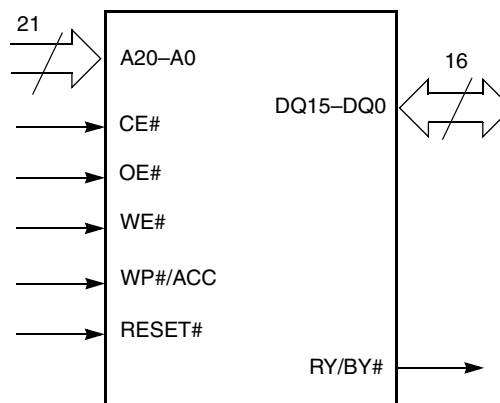 21
A20–A0
16
DQ15–DQ0
CE#
OE#
WE#
WP#/ACC
RESET#
RY/BY#